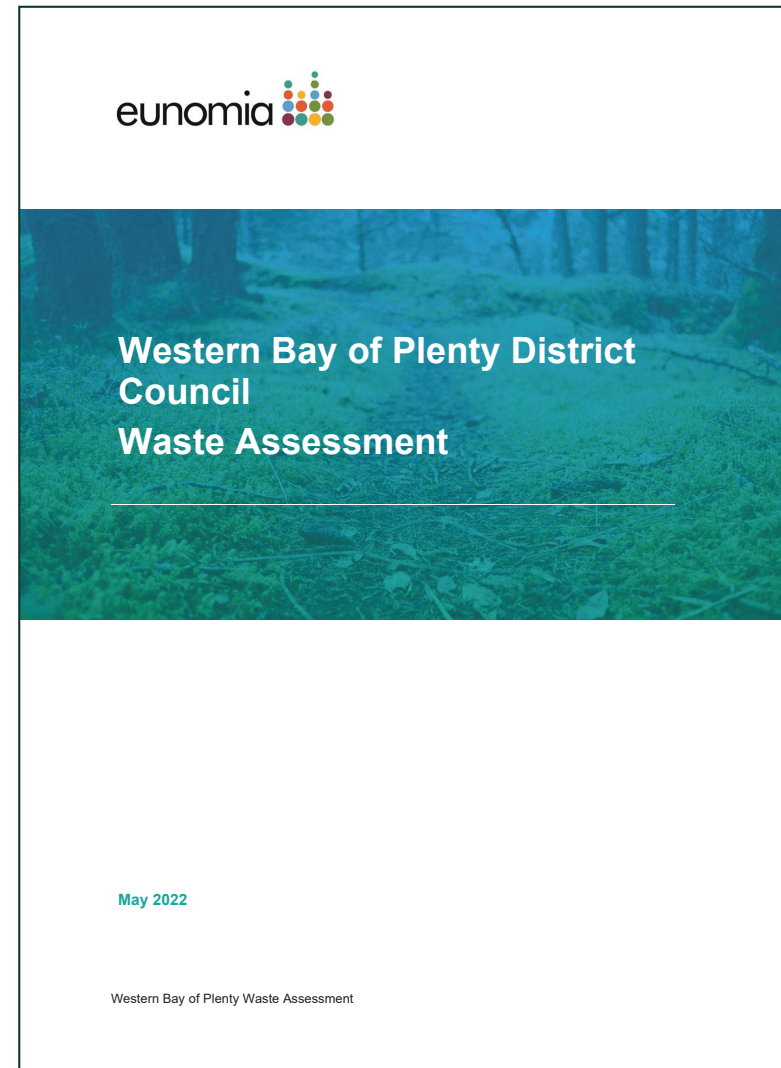 eunomia
Western Bay of Plenty District
Council
Waste Assessment
May 2022
Western Bay of Plenty Waste Assessment